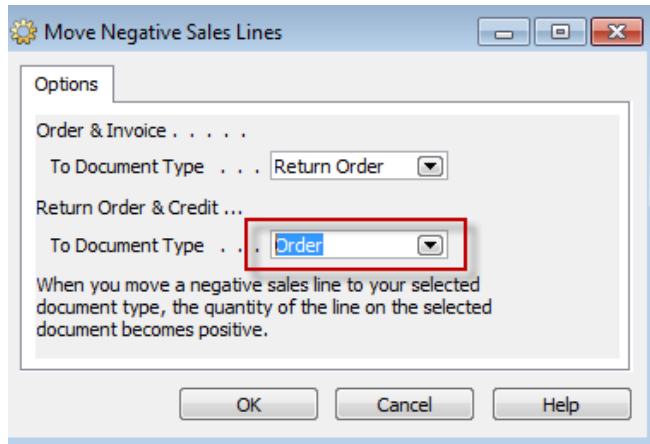 Move Negative Sales Lines
Options
Order & Invoice . . . . .
To Document Type . . . Return Order
Return Order & Credit ...
To Document Type . . . Order
When you move a negative sales line to your selected
document type, the quantity of the line on the selected
document becomes positive.
OK Cancel Help